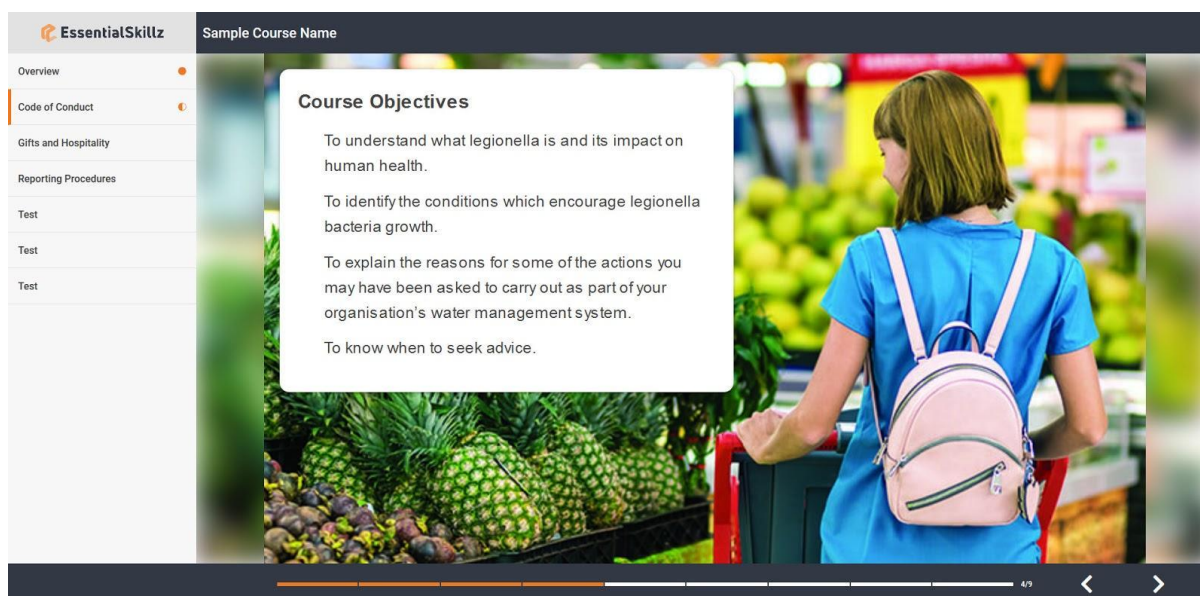 EssentialSkillz
Sample Course Name
Overview
Code of Conduct
Gifts and Hospitality
Reporting Procedures
Test
Test
Test
Course Objectives
To understand what legionella is and its impact on
human health.
To identify the conditions which encourage legionella
bacteria growth.
To explain the reasons for some of the actions you
may have been asked to carry out as part of your
organisation's water management system.
To know when to seek advice.
4/9